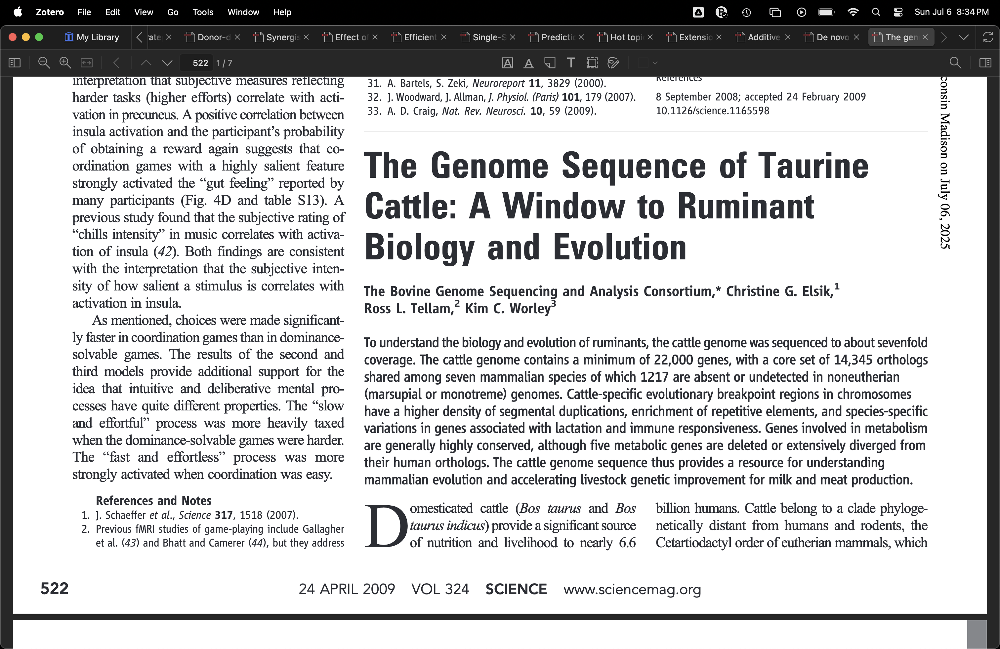 Zotero File Edit View Go Tools Window Help Sun Jul 6 8:34 PM
My Library Donor-d Synergis Effect of Efficient Single-S Predictic Hot topi Extensio Additive De novo The gen
522 1 / 7
interpretation that subjective measures reflecting
harder tasks (higher efforts) correlate with acti-
vation in precuneus. A positive correlation between
insula activation and the participant’s probability
of obtaining a reward again suggests that co-
ordination games with a highly salient feature
strongly activated the “gut feeling” reported by
many participants (Fig. 4D and table S13). A
previous study found that the subjective rating of
“chills intensity” in music correlates with activa-
tion of insula (42). Both findings are consistent
with the interpretation that the subjective inten-
sity of how salient a stimulus is correlates with
activation in insula.
As mentioned, choices were made significant-
ly faster in coordination games than in dominance-
solvable games. The results of the second and
third models provide additional support for the
idea that intuitive and deliberative mental pro-
cesses have quite different properties. The “slow
and effortful” process was more heavily taxed
when the dominance-solvable games were harder.
The “fast and effortless” process was more
strongly activated when coordination was easy.
References and Notes
1. J. Schaeffer et al., Science 317, 1518 (2007).
2. Previous fMRI studies of game-playing include Gallagher
et al. (43) and Bhatt and Camerer (44), but they address
31. A. Bartels, S. Zeki, Neuroreport 11, 3829 (2000).
32. J. Woodward, J. Allman, J. Physiol. (Paris) 101, 179 (2007).
33. A. D. Craig, Nat. Rev. Neurosci. 10, 59 (2009).
References
8 September 2008; accepted 24 February 2009
10.1126/science.1165598
The Genome Sequence of Taurine
Cattle: A Window to Ruminant
Biology and Evolution
The Bovine Genome Sequencing and Analysis Consortium,* Christine G. Elsik,1
Ross L. Tellam,2 Kim C. Worley3
To understand the biology and evolution of ruminants, the cattle genome was sequenced to about sevenfold
coverage. The cattle genome contains a minimum of 22,000 genes, with a core set of 14,345 orthologs
shared among seven mammalian species of which 1217 are absent or undetected in noneutherian
(marsupial or monotreme) genomes. Cattle-specific evolutionary breakpoint regions in chromosomes
have a higher density of segmental duplications, enrichment of repetitive elements, and species-specific
variations in genes associated with lactation and immune responsiveness. Genes involved in metabolism
are generally highly conserved, although five metabolic genes are deleted or extensively diverged from
their human orthologs. The cattle genome sequence thus provides a resource for understanding
mammalian evolution and accelerating livestock genetic improvement for milk and meat production.
Domesticated cattle (Bos taurus and Bos
taurus indicus) provide a significant source
of nutrition and livelihood to nearly 6.6
billion humans. Cattle belong to a clade phyloge-
netically distant from humans and rodents, the
Cetartiodactyl order of eutherian mammals, which
consin Madison on July 06, 2025
522 24 APRIL 2009 VOL 324 SCIENCE www.sciencemag.org